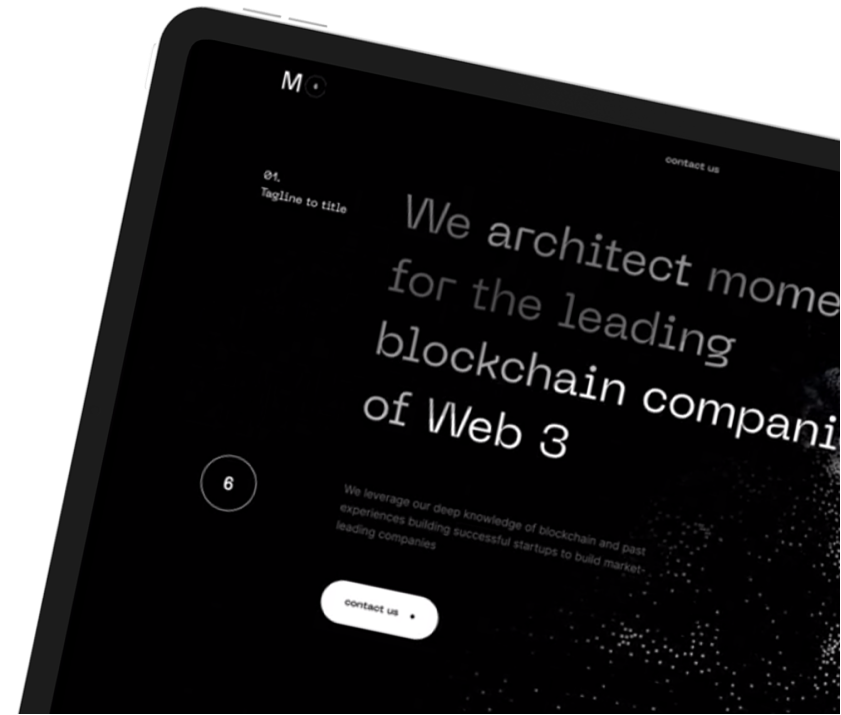 M
contact us
01.
Tagline to title
We architect mome
for the leading
blockchain compani
of Web 3
6
We leverage our deep knowledge of blockchain and past
experiences building successful startups to build market-
leading companies
contact us